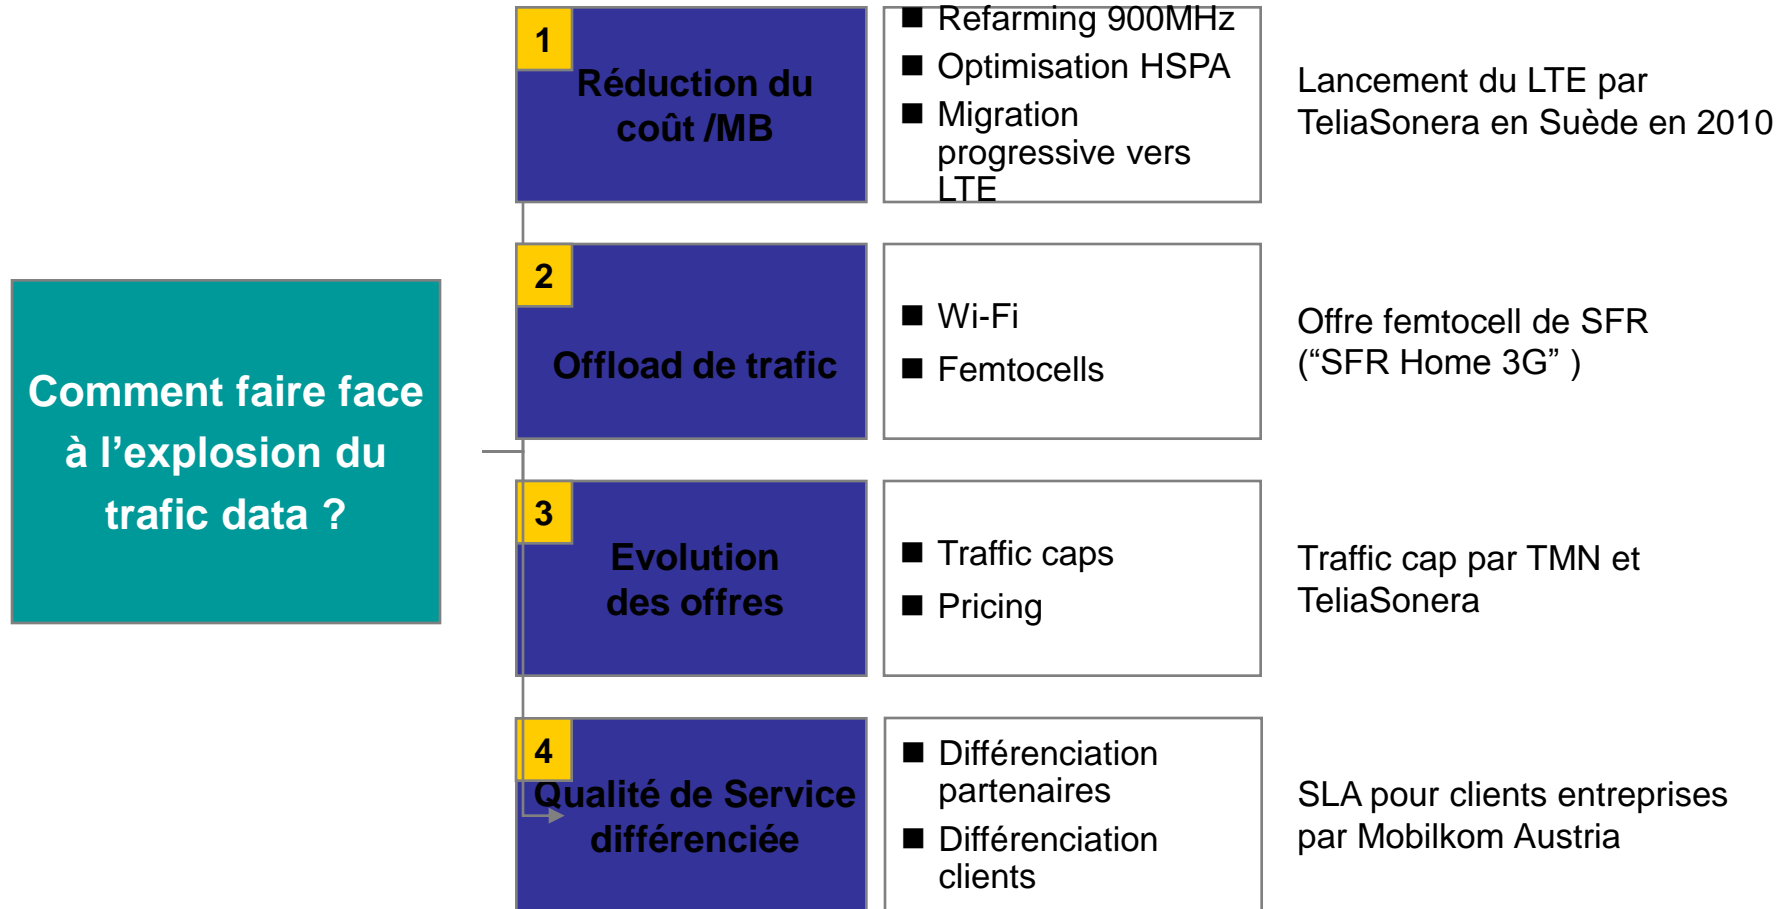 Comment faire face
à l’explosion du
trafic data ?
1
Réduction du
coût /MB
Refarming 900MHz
Optimisation HSPA
Migration
progressive vers
LTE
Lancement du LTE par
TeliaSonera en Suède en 2010
2
Offload de trafic
Wi-Fi
Femtocells
Offre femtocell de SFR
(“SFR Home 3G” )
3
Evolution
des offres
Traffic caps
Pricing
Traffic cap par TMN et
TeliaSonera
4
Qualité de Service
différenciée
Différenciation
partenaires
Différenciation
clients
SLA pour clients entreprises
par Mobilkom Austria